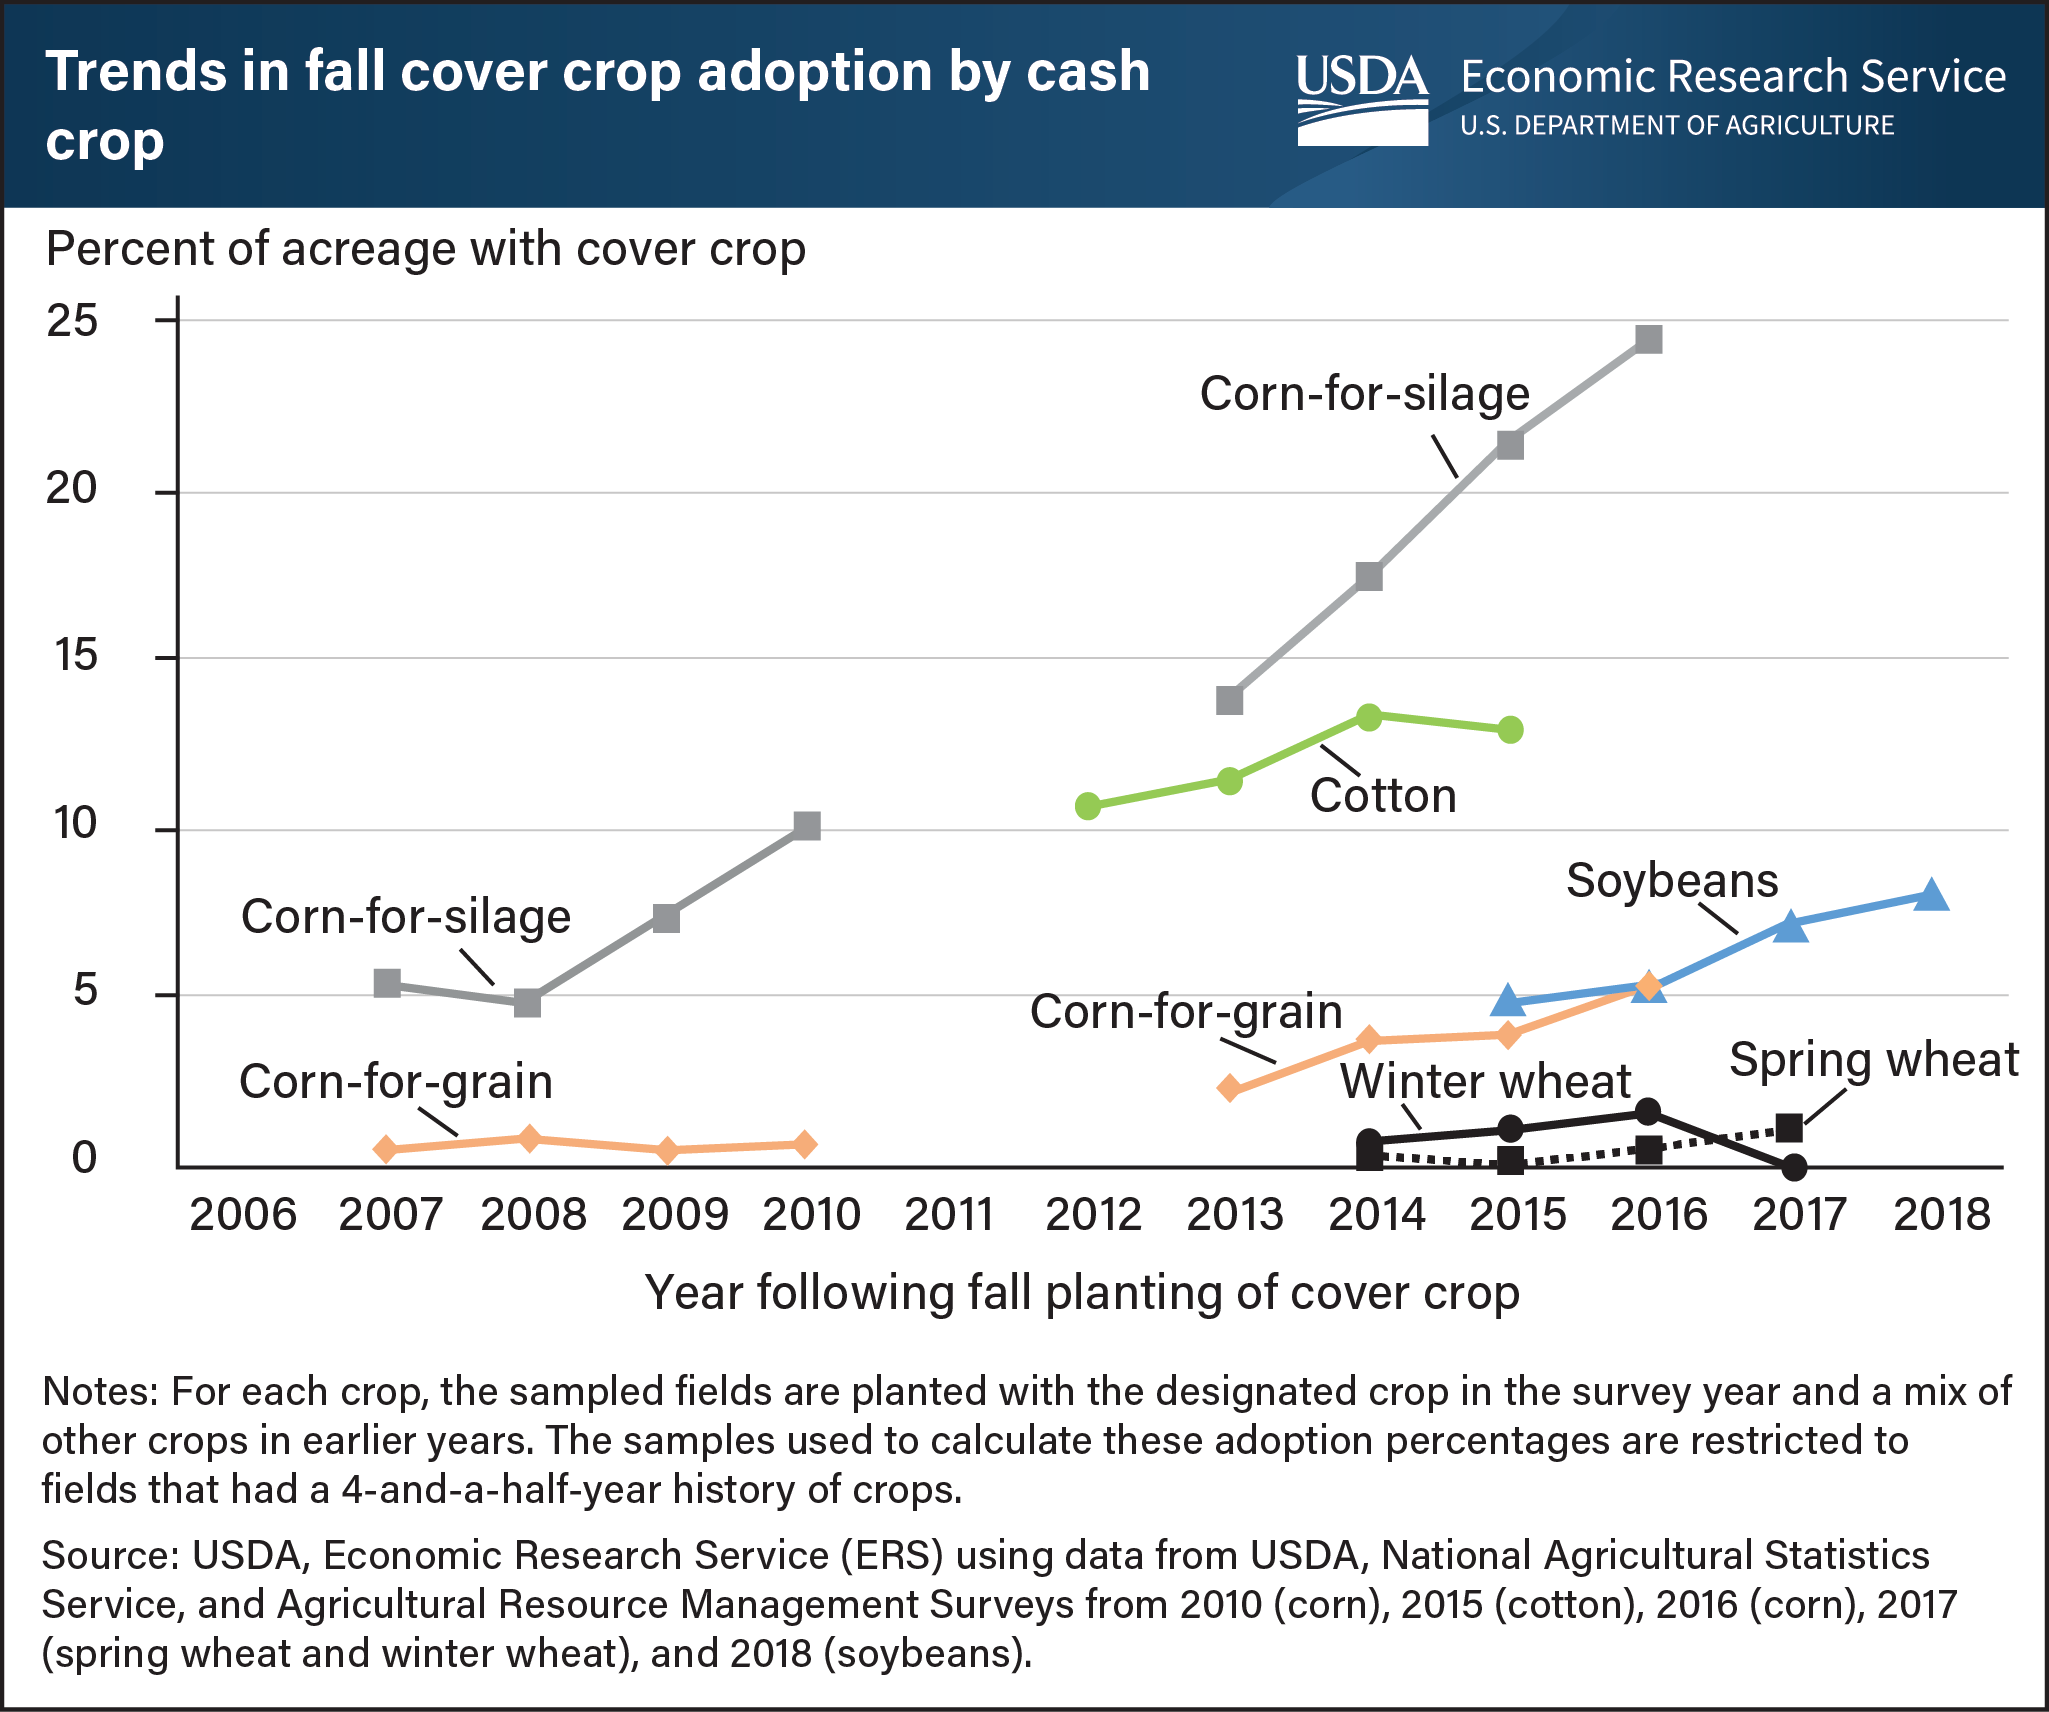 Trends in fall cover crop adoption by cash
crop
USDA
Economic Research Service
U.S. DEPARTMENT OF AGRICULTURE
Percent of acreage with cover crop
25
20
15
10
5
0
Corn-for-silage
Cotton
Soybeans
Corn-for-silage
Corn-for-grain
Spring wheat
Corn-for-grain
Winter wheat
2006 2007 2008 2009 2010 2011 2012 2013 2014 2015 2016 2017 2018
Year following fall planting of cover crop
Notes: For each crop, the sampled fields are planted with the designated crop in the survey year and a mix of
other crops in earlier years. The samples used to calculate these adoption percentages are restricted to
fields that had a 4-and-a-half-year history of crops.
Source: USDA, Economic Research Service (ERS) using data from USDA, National Agricultural Statistics
Service, and Agricultural Resource Management Surveys from 2010 (corn), 2015 (cotton), 2016 (corn), 2017
(spring wheat and winter wheat), and 2018 (soybeans).